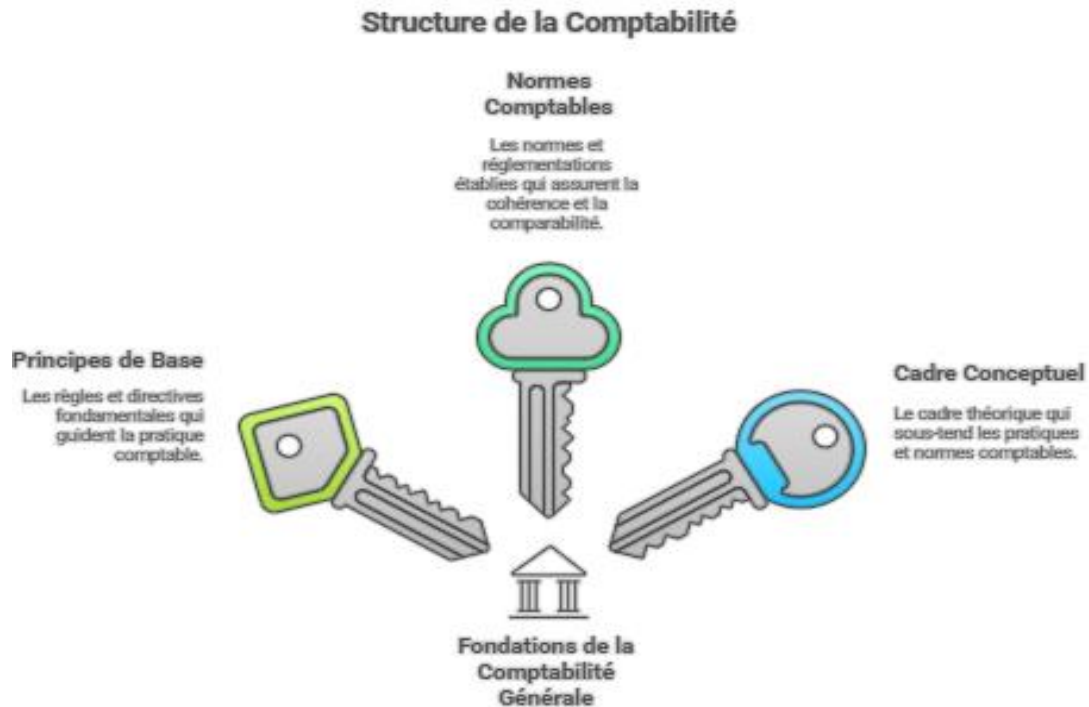 Structure de la Comptabilité
Normes
Comptables
Les normes et
réglementations
établies qui assurent la
cohérence et la
comparabilité.
Principes de Base
Les règles et directives
fondamentales qui
guident la pratique
comptable.
Cadre Conceptuel
Le cadre théorique qui
sous-tend les pratiques
et normes comptables.
Fondations de la
Comptabilité
Générale